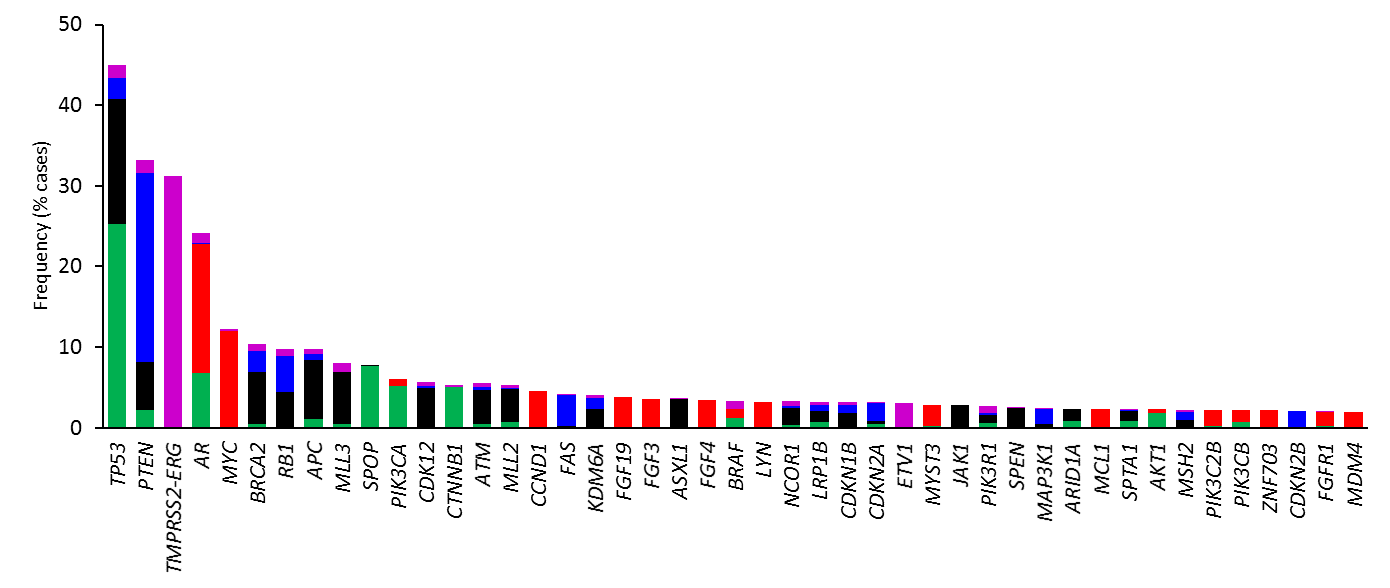 50
40
30
20
10
0
Frequency (% cases)
TP53
PTEN
TMPRSS2-ERG
AR
MYC
BRCA2
RB1
APC
MLL3
SPOP
PIK3CA
CDK12
CTNNB1
ATM
MLL2
CCND1
FAS
KDM6A
FGF19
FGF3
ASXL1
FGF4
BRAF
LYN
NCOR1
LRP1B
CDKN1B
CDKN2A
ETV1
MYST3
JAK1
PIK3R1
SPEN
MAP3K1
ARID1A
MCL1
SPTA1
AKT1
MSH2
PIK3C2B
PIK3CB
ZNF703
CDKN2B
FGFR1
MDM4